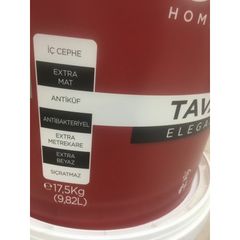 HOM
İÇ CEPHE
EXTRA
MAT
ANTİKÜF
ANTİBAKTERİYEL
EXTRA
METREKARE
EXTRA
BEYAZ
SIÇRATMAZ
TAVA
ELEGA
℮17,5Kg
(9,82L)